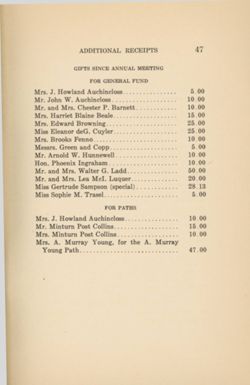 ADDITIONAL RECEIPTS 47
GIFTS SINCE ANNUAL MEETING
FOR GENERAL FUND
Mrs. J. Howland Auchincloss 5.00
Mr. John W. Auchincloss 10.00
Mr. and Mrs. Chester P. Barnett 10.00
Mrs. Harriet Blaine Beale 15.00
Mrs. Edward Browning 25.00
Miss Eleanor deG. Cuyler 25.00
Mrs. Brooks Fenno 10.00
Messrs. Green and Copp 5.00
Mr. Arnold W. Hunnewell 10.00
Hon. Phoenix Ingraham 10.00
Mr. and Mrs. Walter G. Ladd 50.00
Mr. and Mrs. Lea McI. Luquer 20.00
Miss Gertrude Sampson (special) 28.13
Miss Sophie M. Trasel 5.00
FOR PATHS
Mrs. J. Howland Auchincloss 10.00
Mr. Minturn Post Collins 15.00
Mrs. Minturn Post Collins 10.00
Mrs. A. Murray Young, for the A. Murray
Young Path 47.00